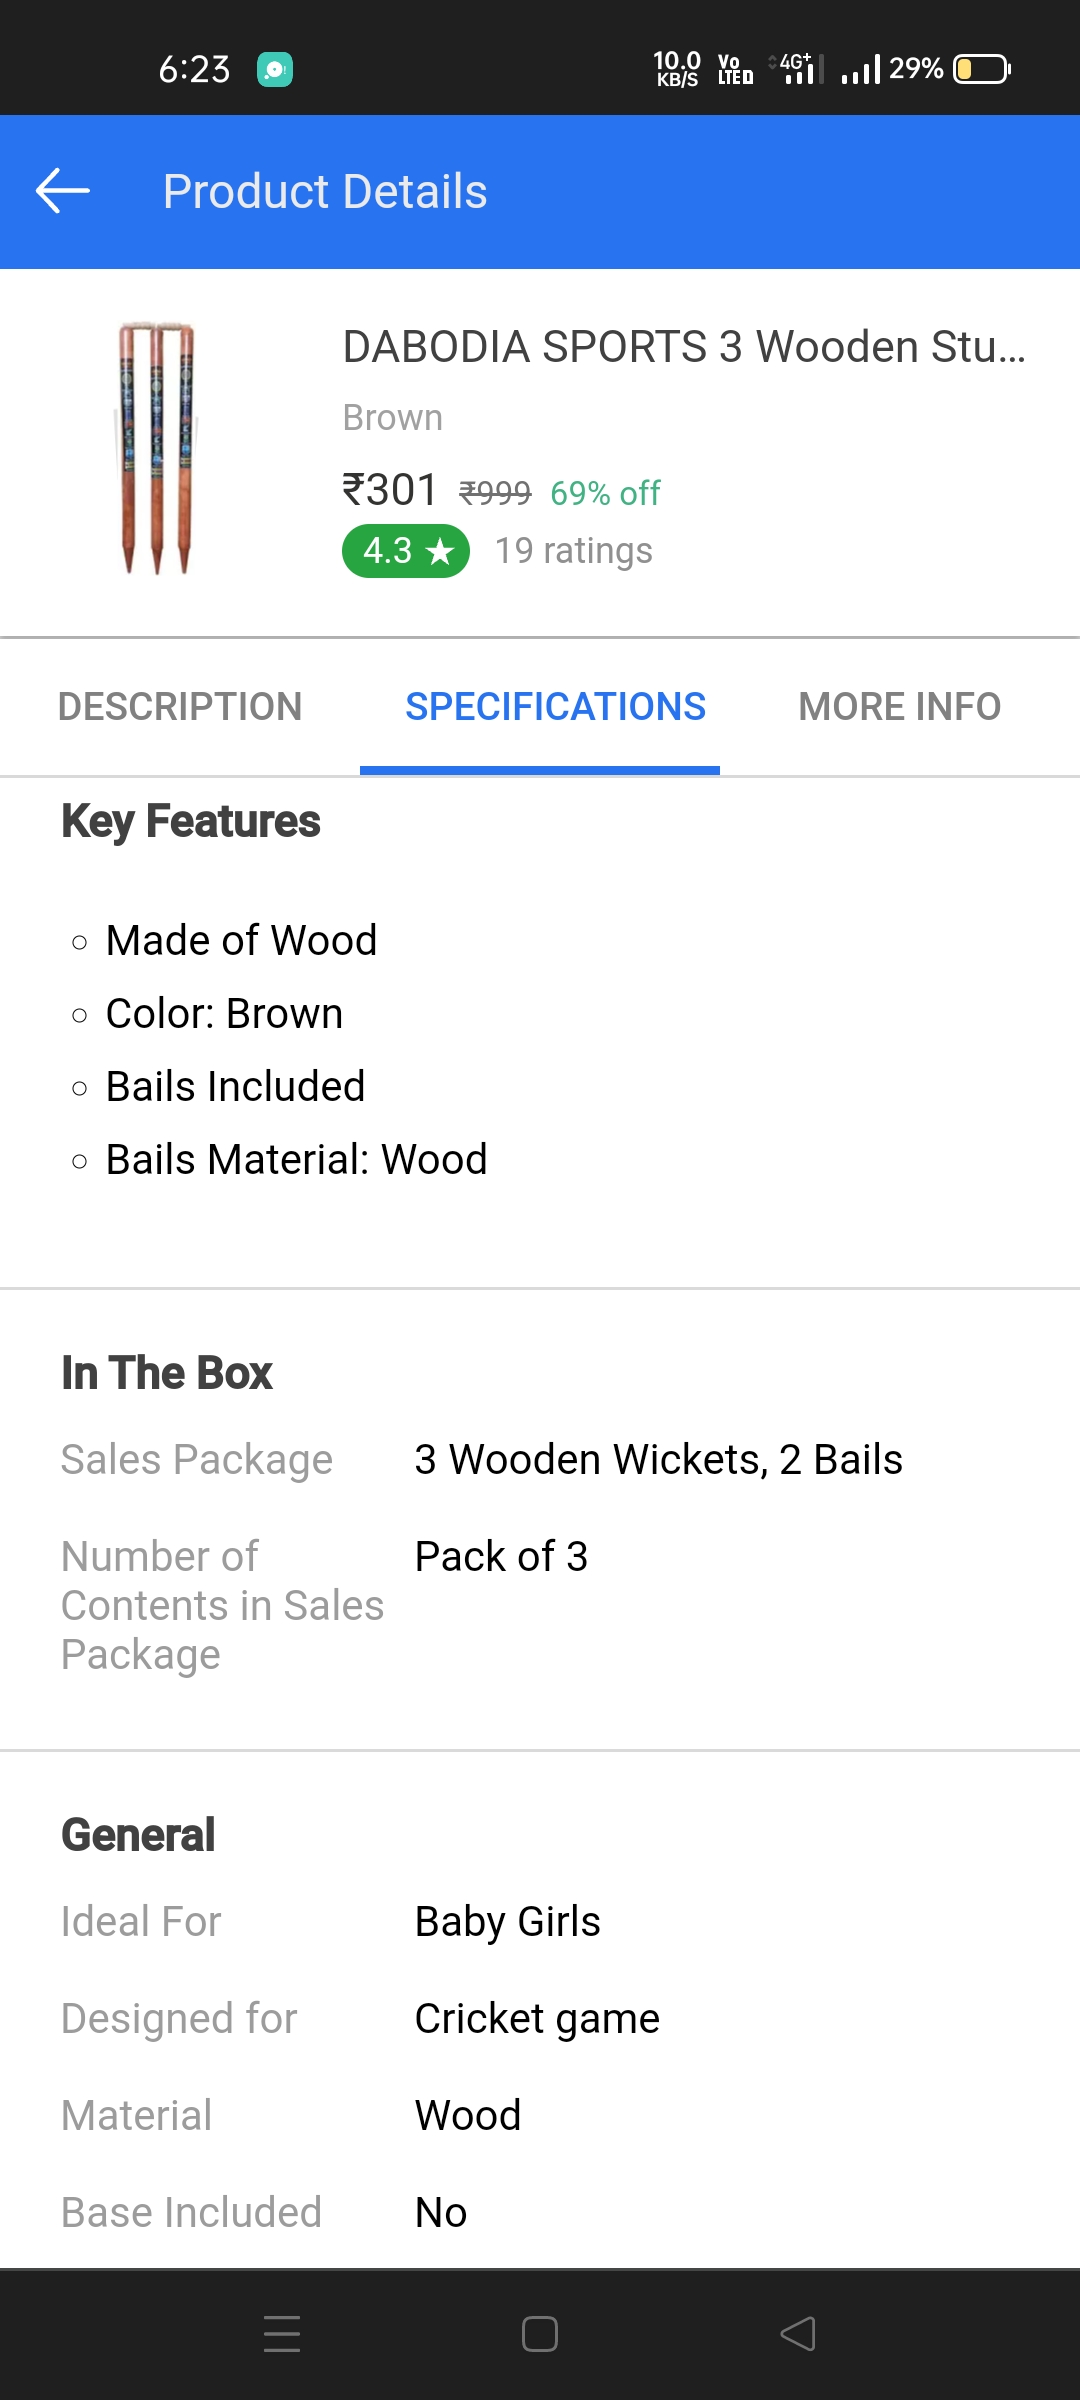 6:23
10.0 KB/S Vo LTE 4G+ 29%
Product Details
DABODIA SPORTS 3 Wooden Stu...
Brown
₹301 ₹999 69% off
4.3 ★ 19 ratings
DESCRIPTION SPECIFICATIONS MORE INFO
Key Features
Made of Wood
Color: Brown
Bails Included
Bails Material: Wood
In The Box
Sales Package 3 Wooden Wickets, 2 Bails
Number of Pack of 3
Contents in Sales
Package
General
Ideal For Baby Girls
Designed for Cricket game
Material Wood
Base Included No